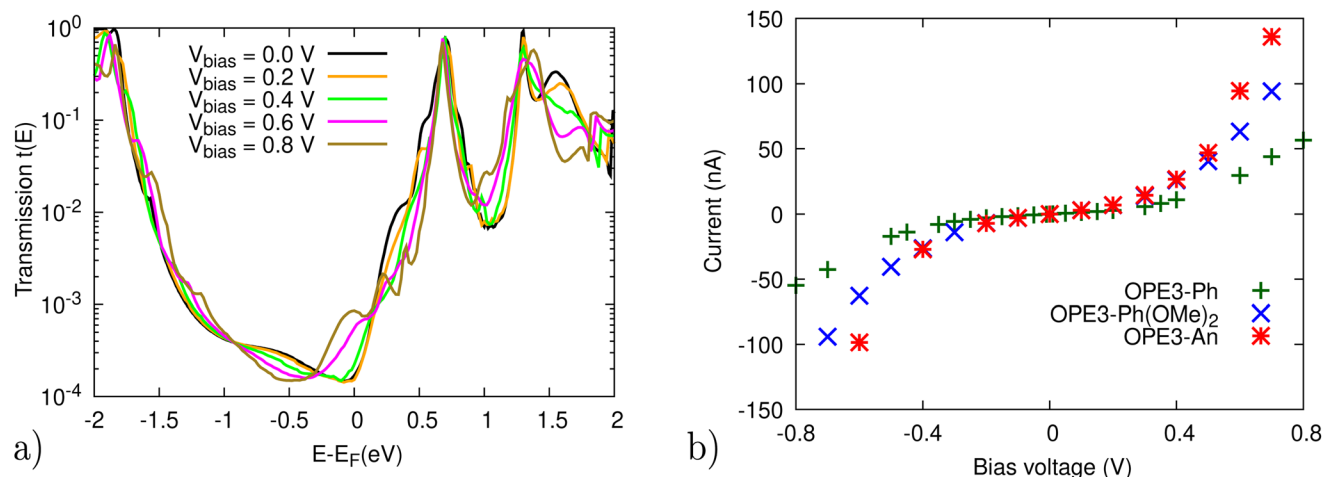 10^0
10^-1
10^-2
10^-3
10^-4
Transmission t(E)
V_bias = 0.0 V
V_bias = 0.2 V
V_bias = 0.4 V
V_bias = 0.6 V
V_bias = 0.8 V
-2 -1.5 -1 -0.5 0 0.5 1 1.5 2
E-E_F(eV)
a)
150
100
50
0
-50
-100
-150
Current (nA)
OPE3-Ph
OPE3-Ph(OMe)_2
OPE3-An
-0.8 -0.4 0 0.4 0.8
Bias voltage (V)
b)